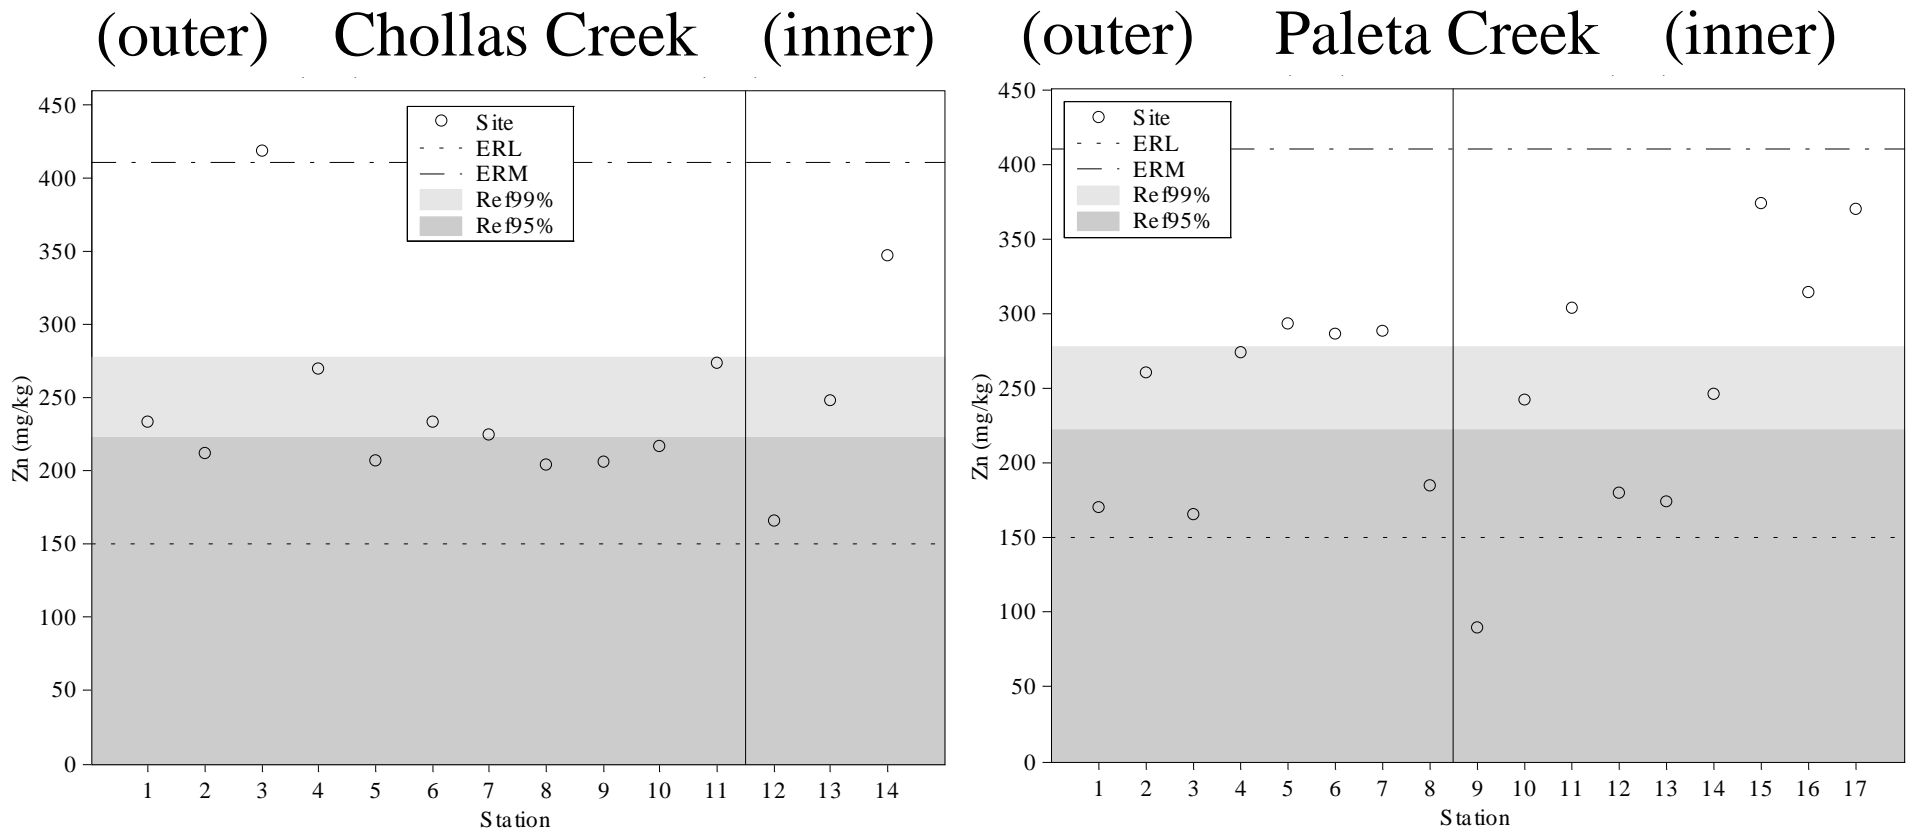 (outer) Chollas Creek (inner)
450
400
350
300
250
200
150
100
50
0
Zn (mg/kg)
Site
ERL
ERM
Ref99%
Ref95%
1 2 3 4 5 6 7 8 9 10 11 12 13 14
Station
(outer) Paleta Creek (inner)
450
400
350
300
250
200
150
100
50
0
Zn (mg/kg)
Site
ERL
ERM
Ref99%
Ref95%
1 2 3 4 5 6 7 8 9 10 11 12 13 14 15 16 17
Station